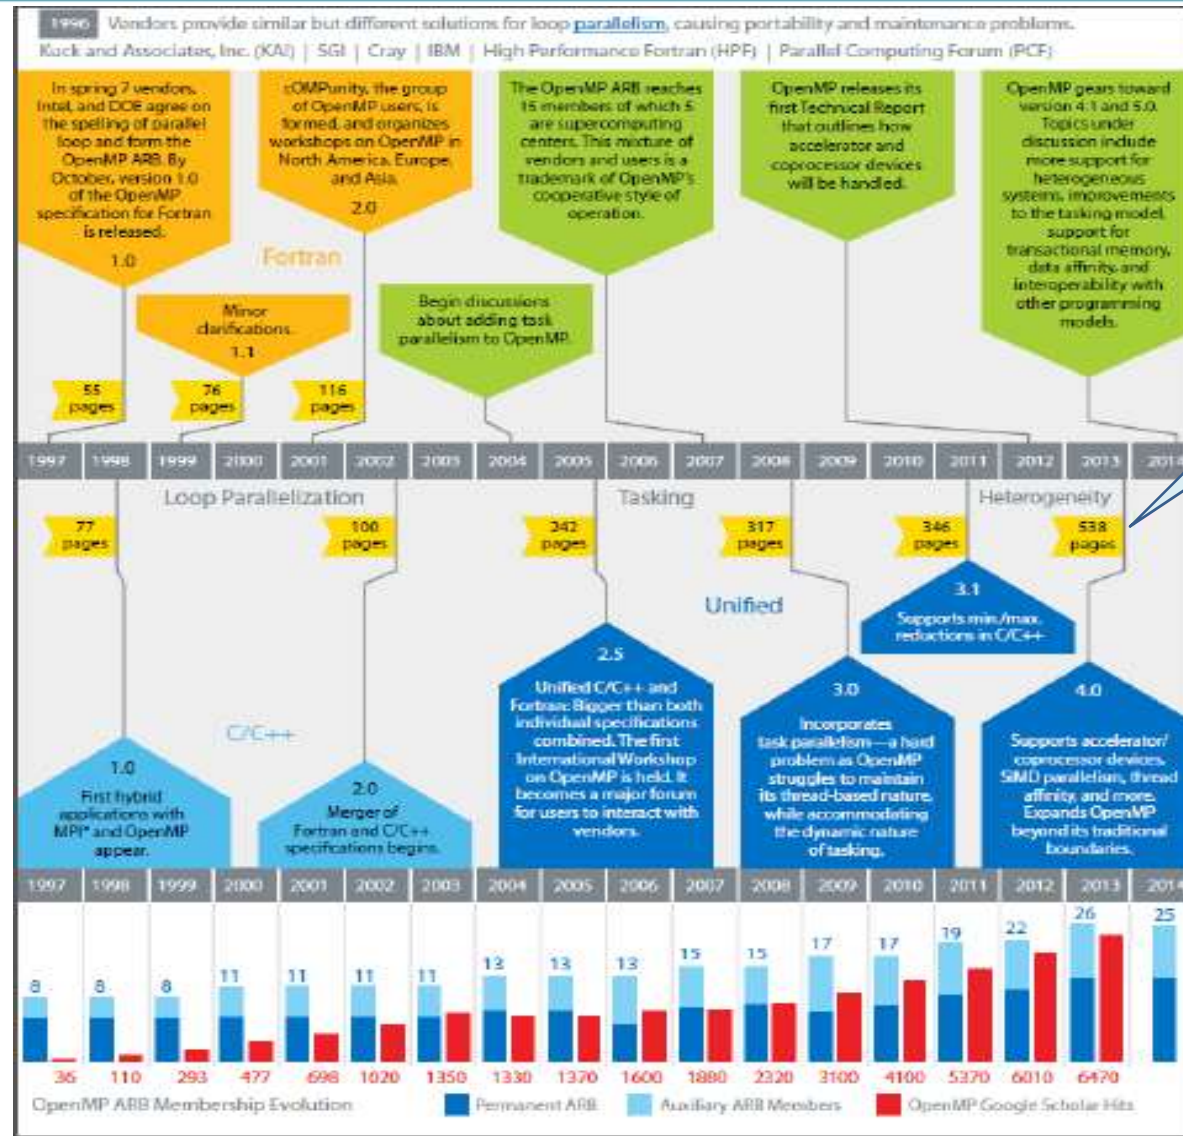 1996 Vendors provide similar but different solutions for loop parallelism, causing portability and maintenance problems.
Kuck and Associates, Inc. (KAI) | SGI | Cray | IBM | High Performance Fortran (HPF) | Parallel Computing Forum (PCF)
In spring 7 vendors,
Intel, and DOE agree on
the spelling of parallel
loop and form the
OpenMP ARB. By
October, version 1.0
of the OpenMP
specification for Fortran
is released.
1.0
cOMPunity, the group
of OpenMP users, is
formed, and organizes
workshops on OpenMP in
North America, Europe,
and Asia.
2.0
The OpenMP ARB reaches
15 members of which 5
are supercomputing
centers. This mixture of
vendors and users is a
trademark of OpenMP's
cooperative style of
operation.
OpenMP releases its
first Technical Report
that outlines how
accelerator and
coprocessor devices
will be handled.
OpenMP gears toward
version 4.1 and 5.0.
Topics under
discussion include
more support for
heterogeneous
systems, improvements
to the tasking model,
support for
transactional memory,
data affinity, and
interoperability with
other programming
models.
Fortran
Minor
clarifications.
1.1
Begin discussions
about adding task
parallelism to OpenMP.
55
pages
76
pages
116
pages
1997 1998 1999 2000 2001 2002 2003 2004 2005 2006 2007 2008 2009 2010 2011 2012 2013 2014
Loop Parallelization Tasking Heterogeneity
77
pages
100
pages
242
pages
317
pages
346
pages
538
pages
Unified
3.1
Supports min./max.
reductions in C/C++
C/C++
1.0
First hybrid
applications with
MPI* and OpenMP
appear.
2.0
Merger of
Fortran and C/C++
specifications begins.
2.5
Unified C/C++ and
Fortran: Bigger than both
individual specifications
combined. The first
International Workshop
on OpenMP is held. It
becomes a major forum
for users to interact with
vendors.
3.0
Incorporates
task parallelism—a hard
problem as OpenMP
struggles to maintain
its thread-based nature,
while accommodating
the dynamic nature
of tasking.
4.0
Supports accelerator/
coprocessor devices,
SIMD parallelism, thread
affinity, and more.
Expands OpenMP
beyond its traditional
boundaries.
1997 1998 1999 2000 2001 2002 2003 2004 2005 2006 2007 2008 2009 2010 2011 2012 2013 2014
8 8 8 11 11 11 11 13 13 13 15 15 17 17 19 22 26 25
36 110 293 477 698 1020 1350 1330 1370 1600 1880 2320 3100 4100 5370 6010 6470
OpenMP ARB Membership Evolution Permanent ARB Auxiliary ARB Members OpenMP Google Scholar Hits